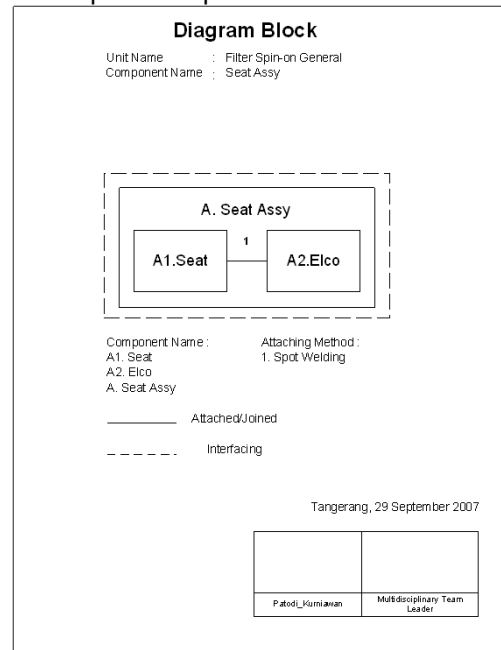 Diagram Block
Unit Name : Filter Spin-on General
Component Name : Seat Assy
A. Seat Assy
1
A1.Seat
A2.Elco
Component Name :
A1. Seat
A2. Elco
A. Seat Assy
Attaching Method :
1. Spot Welding
Attached/Joined
Interfacing
Tangerang, 29 September 2007
Patodi_Kurniawan
Multidisciplinary Team
Leader